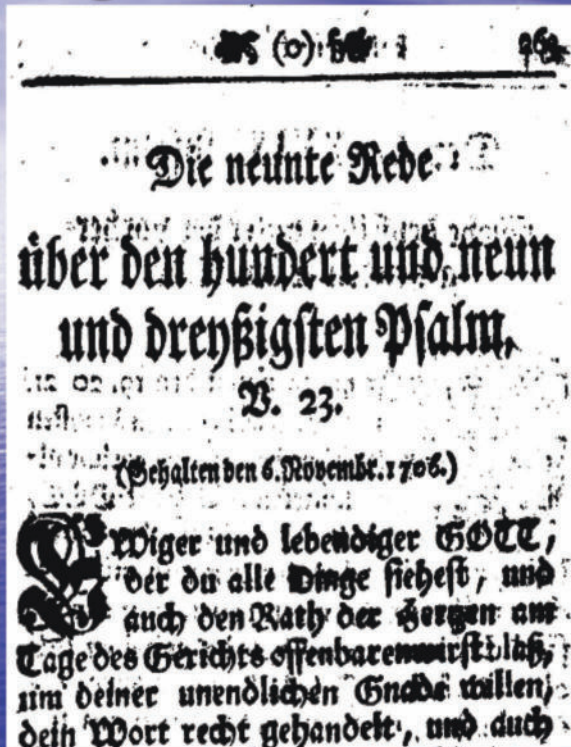 (o)
Die neunte Rede
über den hundert und neun
und dreyßigsten Psalm.
V. 23.
(Gehalten den 6. Novembr. 1706.)
EWiger und lebendiger GOTT,
der du alle Dinge siehest, und
auch den Rath der Hertzen am
Tage des Gerichts offenbaren wirst: laß,
um deiner unendlichen Gnade willen,
dein Wort recht gehandelt, und auch